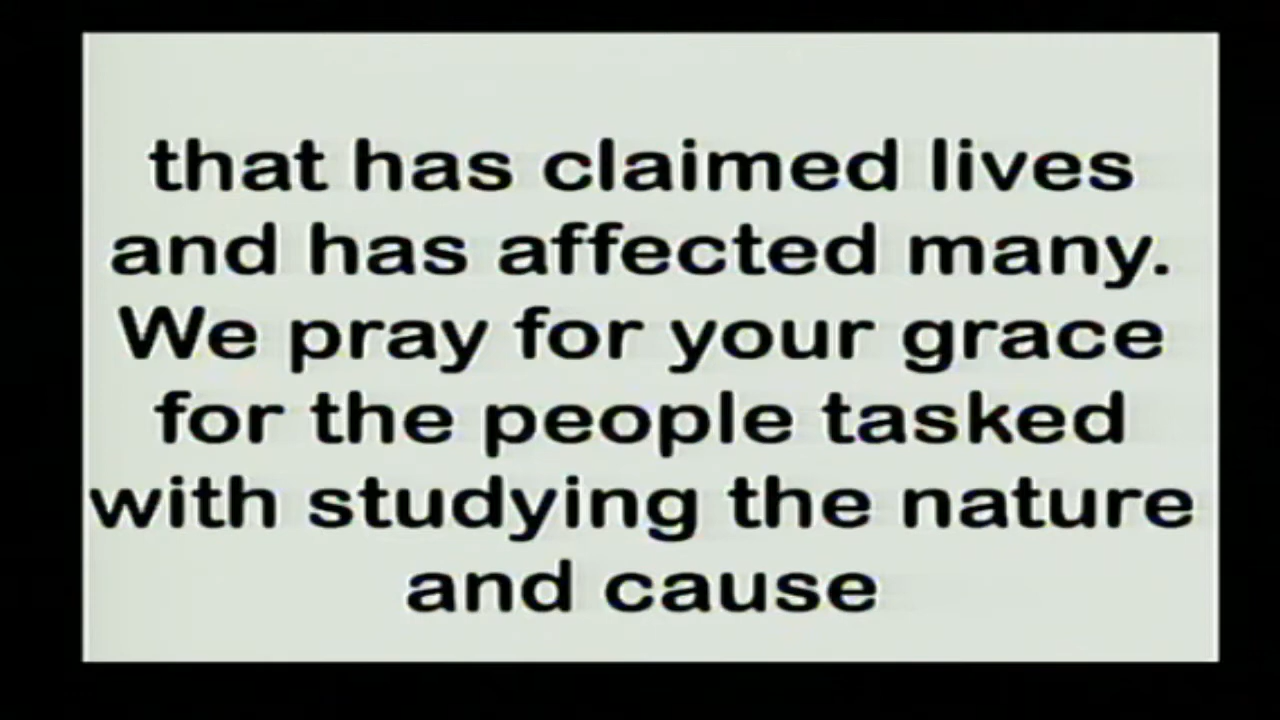 that has claimed lives
and has affected many.
We pray for your grace
for the people tasked
with studying the nature
and cause